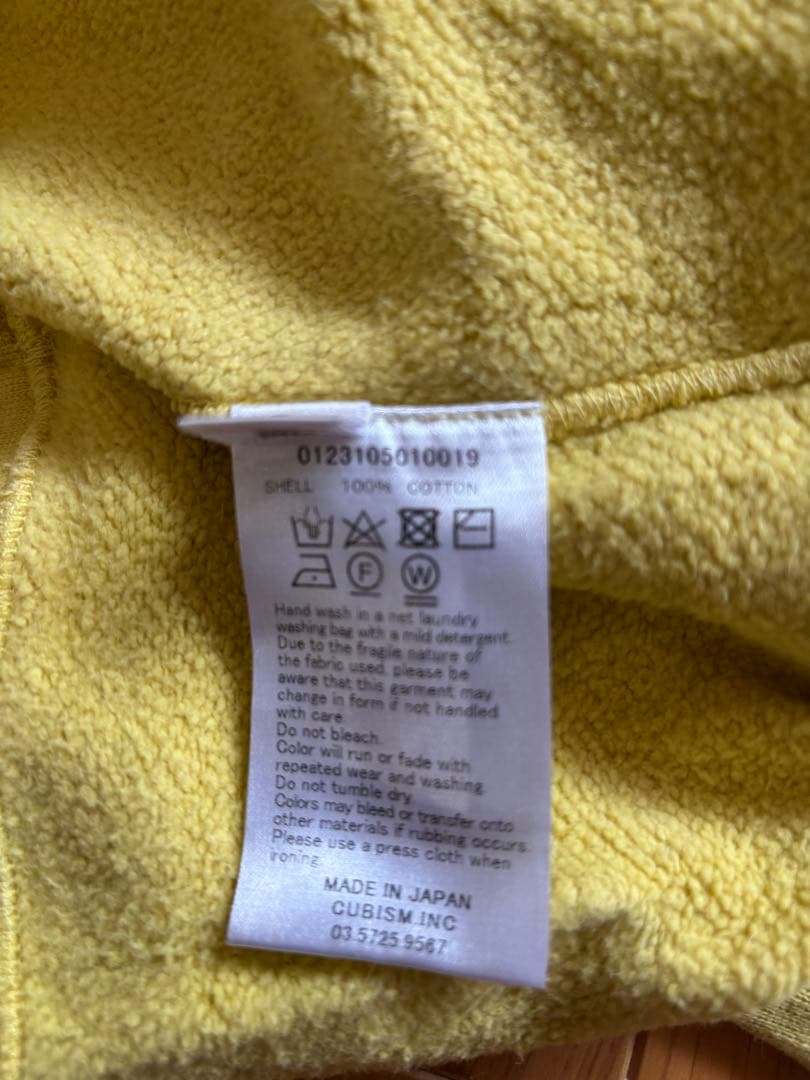 0123105010019
SHELL 100% COTTON
F W
Hand wash in a net laundry
washing bag with a mild detergent.
Due to the fragile nature of
the fabric used, please be
aware that this garment may
change in form if not handled
with care.
Do not bleach.
Color will run or fade with
repeated wear and washing.
Do not tumble dry.
Colors may bleed or transfer onto
other materials if rubbing occurs.
Please use a press cloth when
ironing.
MADE IN JAPAN
CUBISM.INC
03.5725.9567